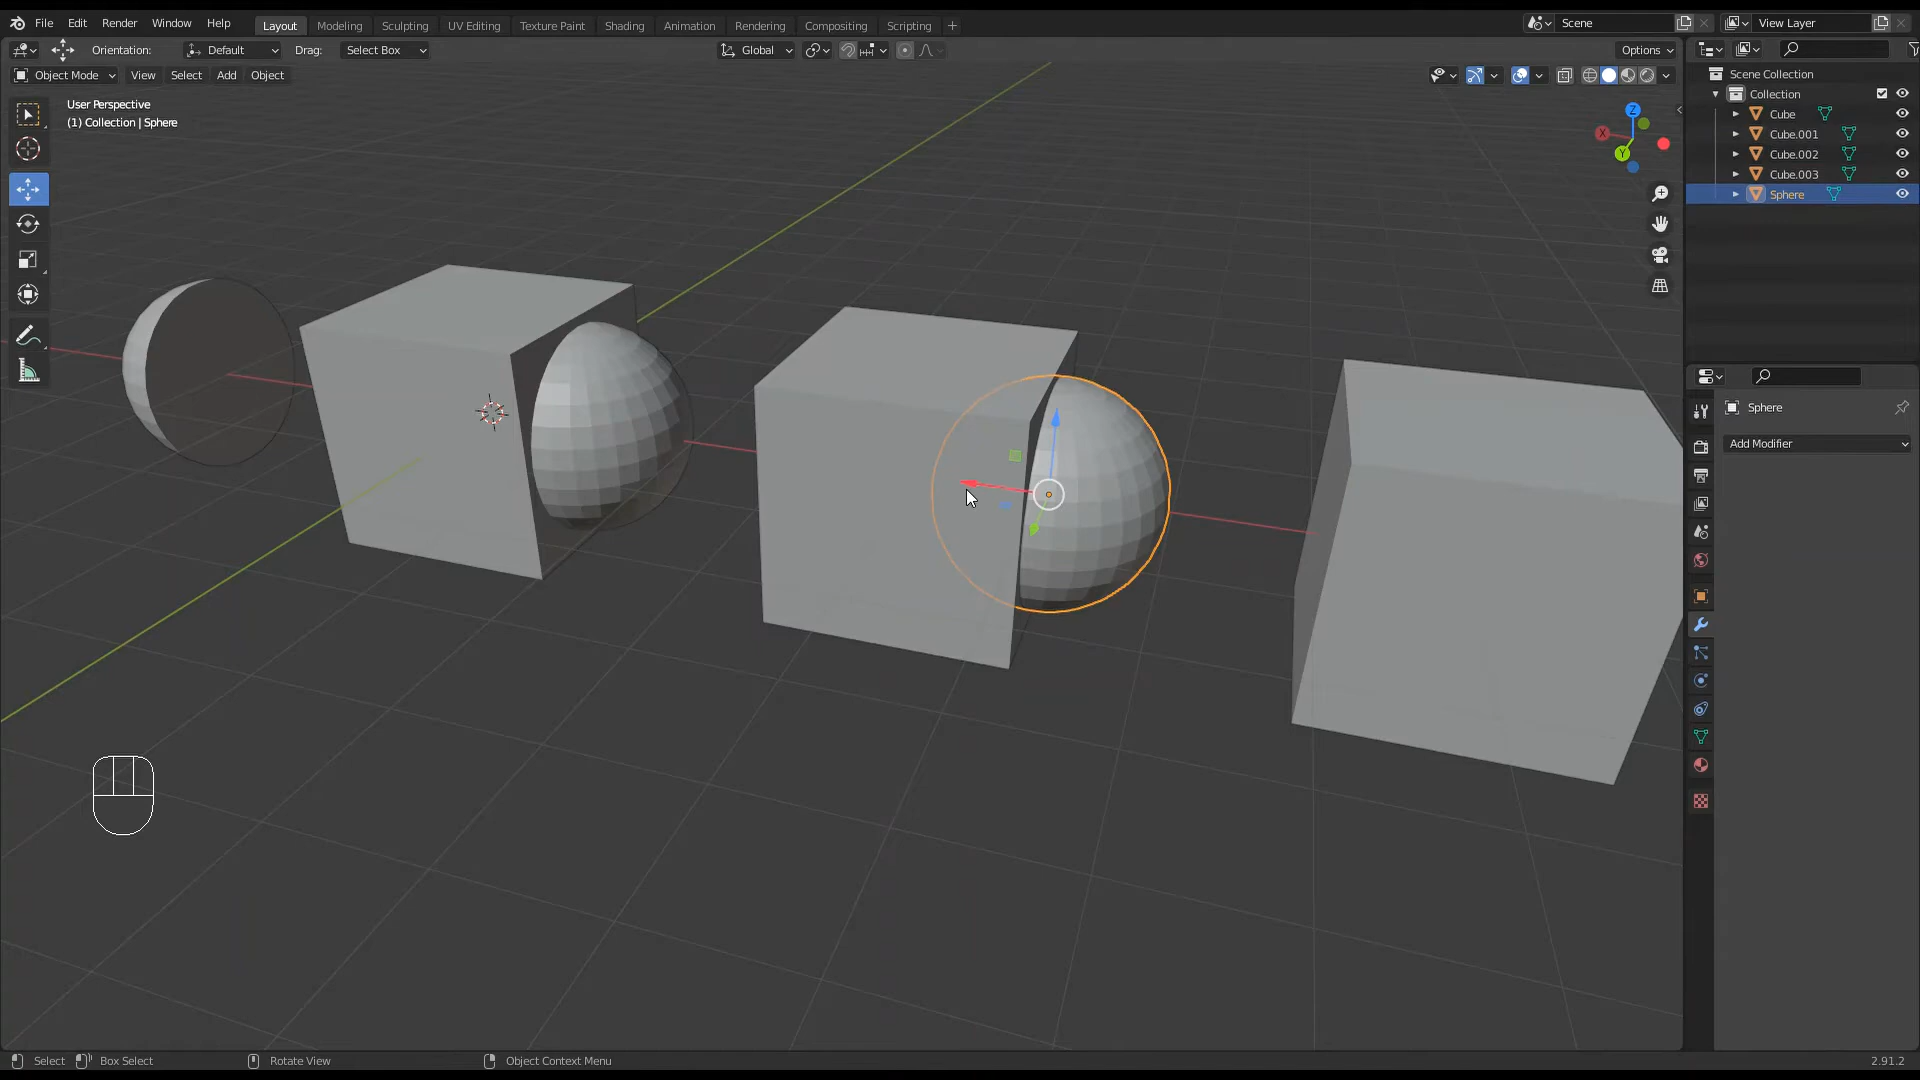 File Edit Render Window Help Layout Modeling Sculpting UV Editing Texture Paint Shading Animation Rendering Compositing Scripting + Scene View Layer
Orientation: Default Drag: Select Box Global Options
Object Mode View Select Add Object
User Perspective
(1) Collection | Sphere
Scene Collection
Collection
Cube
Cube.001
Cube.002
Cube.003
Sphere
Z
X
Y
Sphere
Add Modifier
Select Box Select Rotate View Object Context Menu 2.91.2